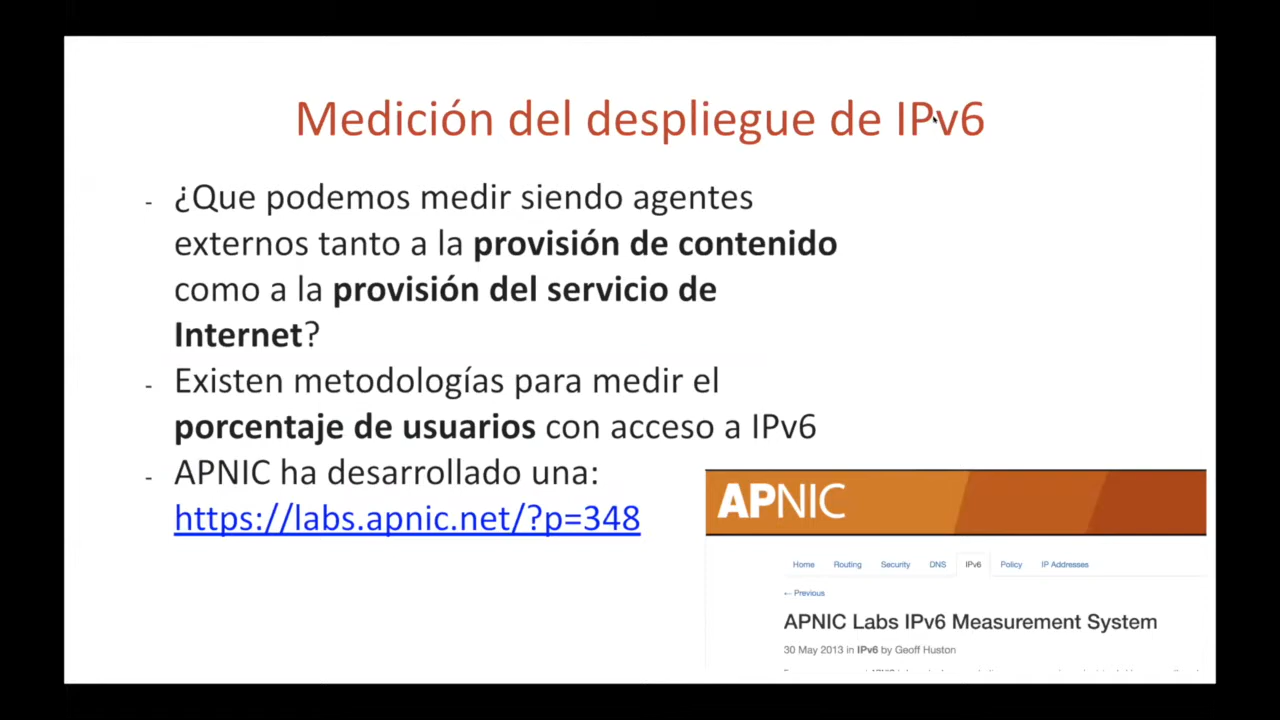 Medición del despliegue de IPv6
- ¿Que podemos medir siendo agentes
externos tanto a la provisión de contenido
como a la provisión del servicio de
Internet?
- Existen metodologías para medir el
porcentaje de usuarios con acceso a IPv6
- APNIC ha desarrollado una:
https://labs.apnic.net/?p=348
APNIC
Home Routing Security DNS IPv6 Policy IP Addresses
← Previous
APNIC Labs IPv6 Measurement System
30 May 2013 in IPv6 by Geoff Huston